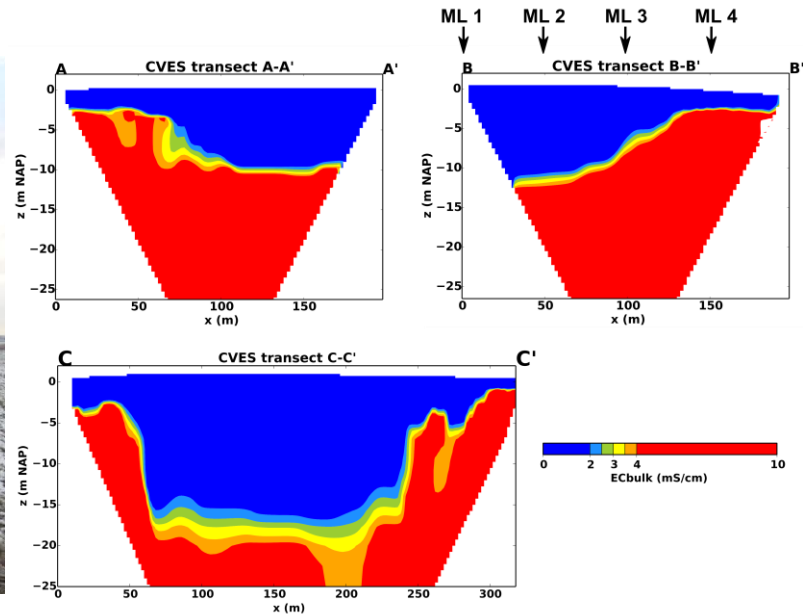 ML 1 ML 2 ML 3 ML 4
A CVES transect A-A' A'
0
−5
−10
−15
−20
−25
z (m NAP)
0 50 100 150
x (m)
B CVES transect B-B' B'
0
−5
−10
−15
−20
−25
z (m NAP)
0 50 100 150
x (m)
C CVES transect C-C' C'
0
−5
−10
−15
−20
−25
z (m NAP)
0 50 100 150 200 250 300
x (m)
0 2 3 4 10
ECbulk (mS/cm)